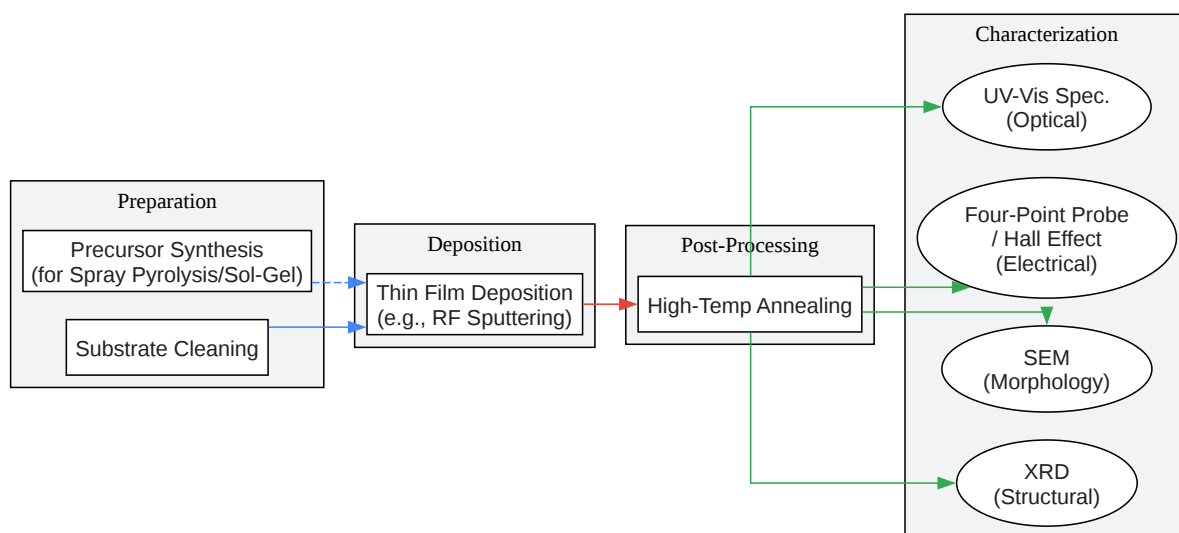 Preparation
Precursor Synthesis
(for Spray Pyrolysis/Sol-Gel)
Substrate Cleaning
Deposition
Thin Film Deposition
(e.g., RF Sputtering)
Post-Processing
High-Temp Annealing
Characterization
UV-Vis Spec.
(Optical)
Four-Point Probe
/ Hall Effect
(Electrical)
SEM
(Morphology)
XRD
(Structural)